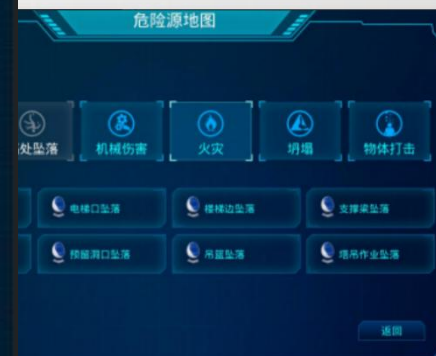 危险源地图
处坠落 机械伤害 火灾 坍塌 物体打击
电梯口坠落 楼梯边坠落 支撑梁坠落
预留洞口坠落 吊篮坠落 塔吊作业坠落
返回